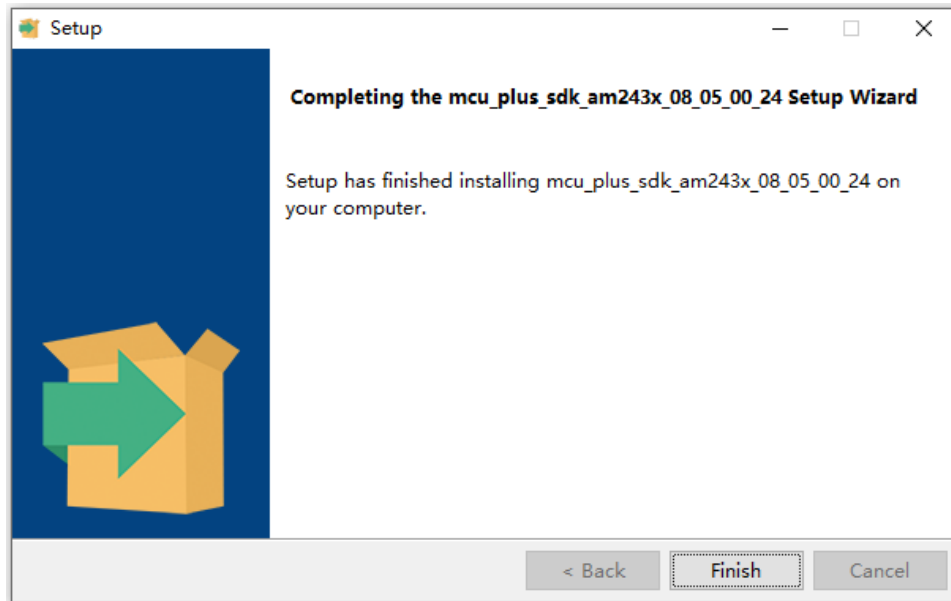 Setup
Completing the mcu_plus_sdk_am243x_08_05_00_24 Setup Wizard
Setup has finished installing mcu_plus_sdk_am243x_08_05_00_24 on
your computer.
< Back
Finish
Cancel